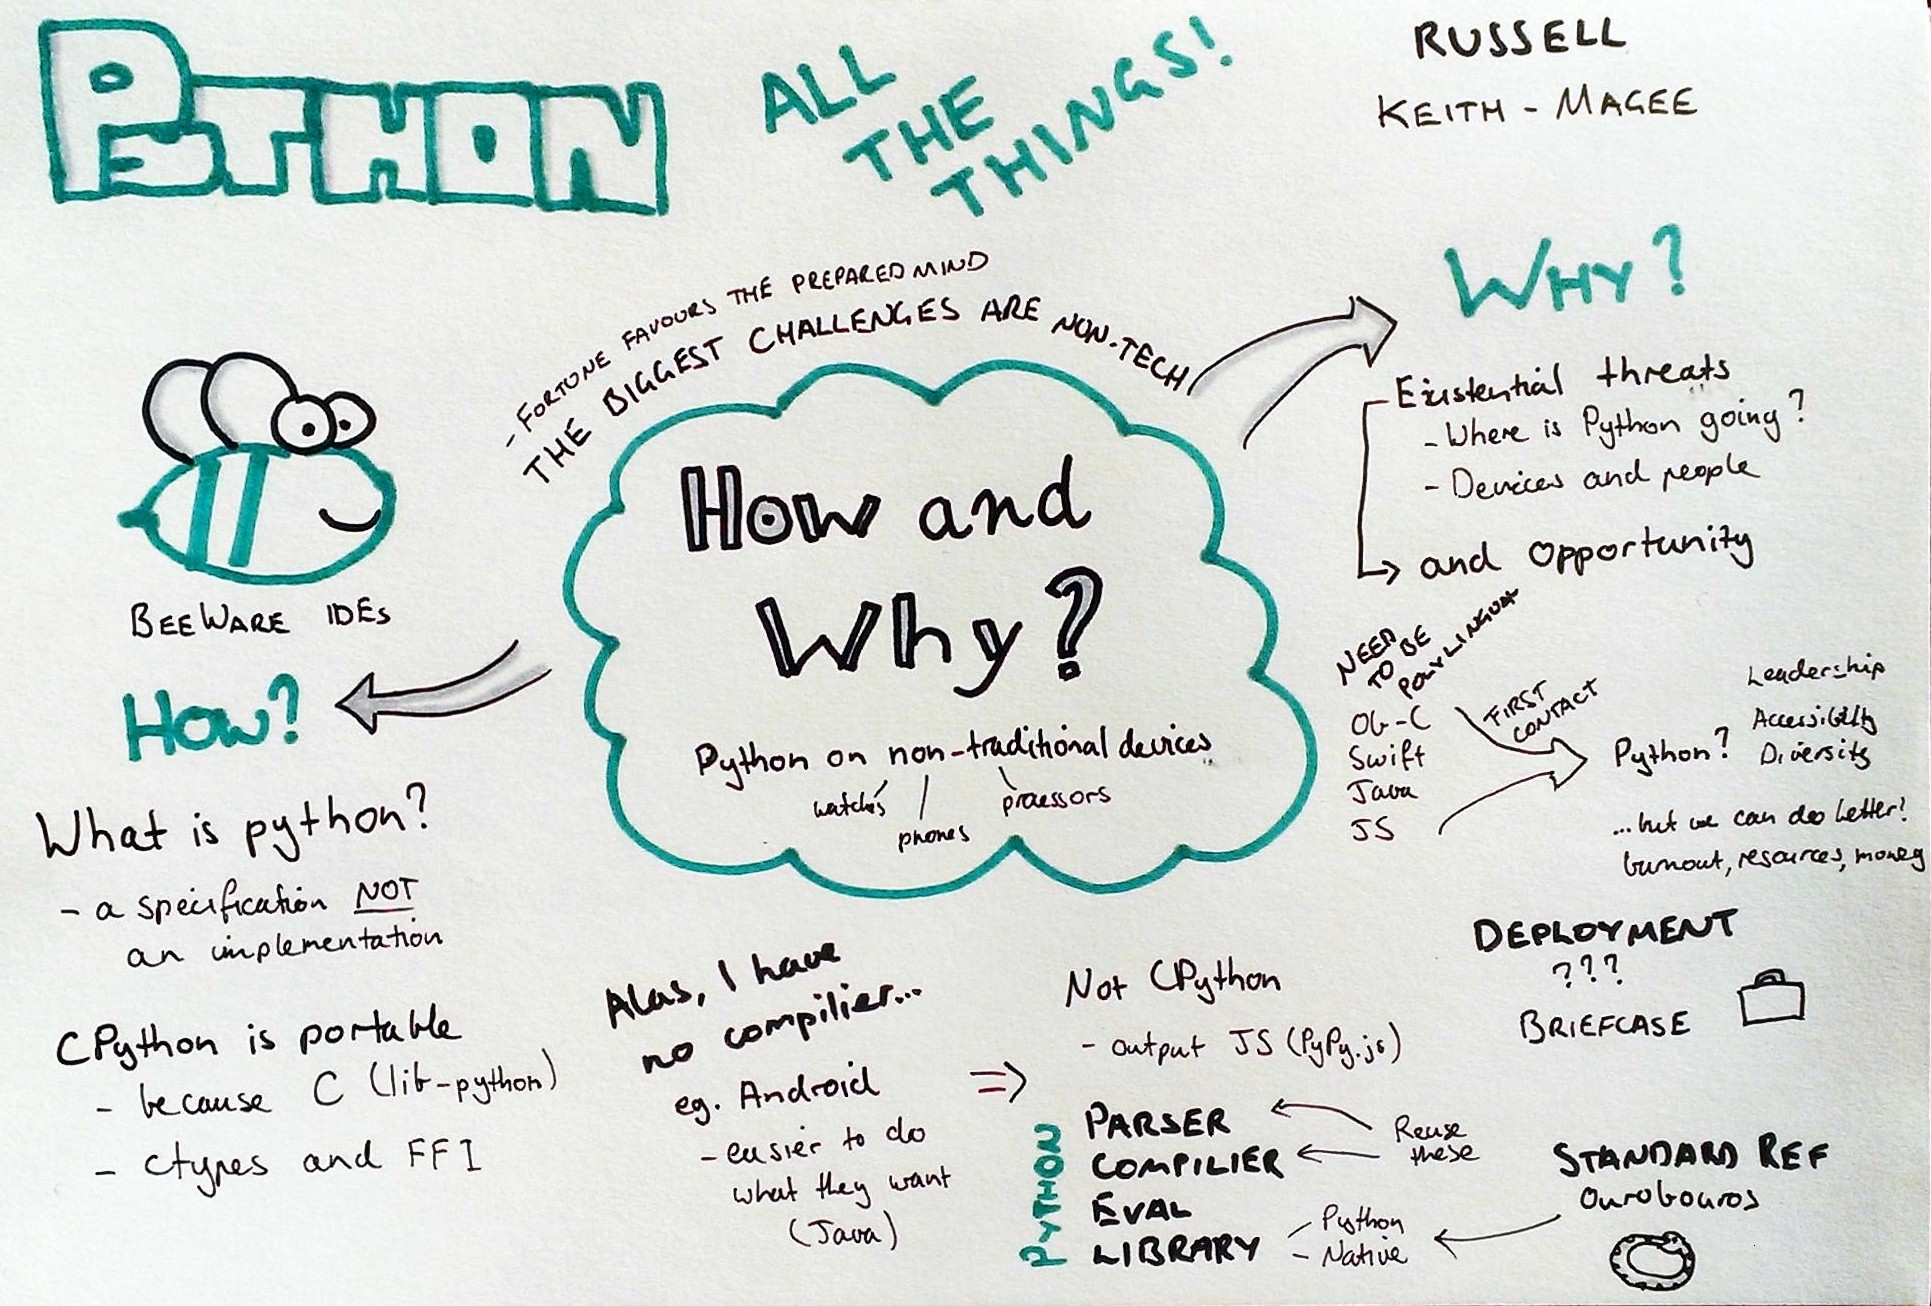 PYTHON
ALL
THE
THINGS!
RUSSELL
KEITH - MAGEE
- FORTUNE FAVOURS THE PREPARED MIND
THE BIGGEST CHALLENGES ARE NON-TECH
How and
Why?
Python on non-traditional devices
watches
phones
processors
BEEWARE IDEs
HOW?
What is python?
- a specification NOT
an implementation
CPython is portable
- because C (lib-python)
- ctypes and FFI
Alas, I have
no compilier...
eg. Android
- easier to do
what they want
(Java)
=>
Not CPython
- output JS (PyPy.js)
PYTHON
PARSER
COMPILIER
EVAL
LIBRARY
Reuse
these
- Python
- Native
STANDARD REF
Ourobouros
WHY?
Existential threats
- Where is Python going?
- Devices and people
and opportunity
NEED
TO BE
POLYLINGUAL
Ob-C
Swift
Java
JS
FIRST
CONTACT
Python?
Leadership
Accessibility
Diversity
...but we can do better!
burnout, resources, money
DEPLOYMENT
???
BRIEFCASE